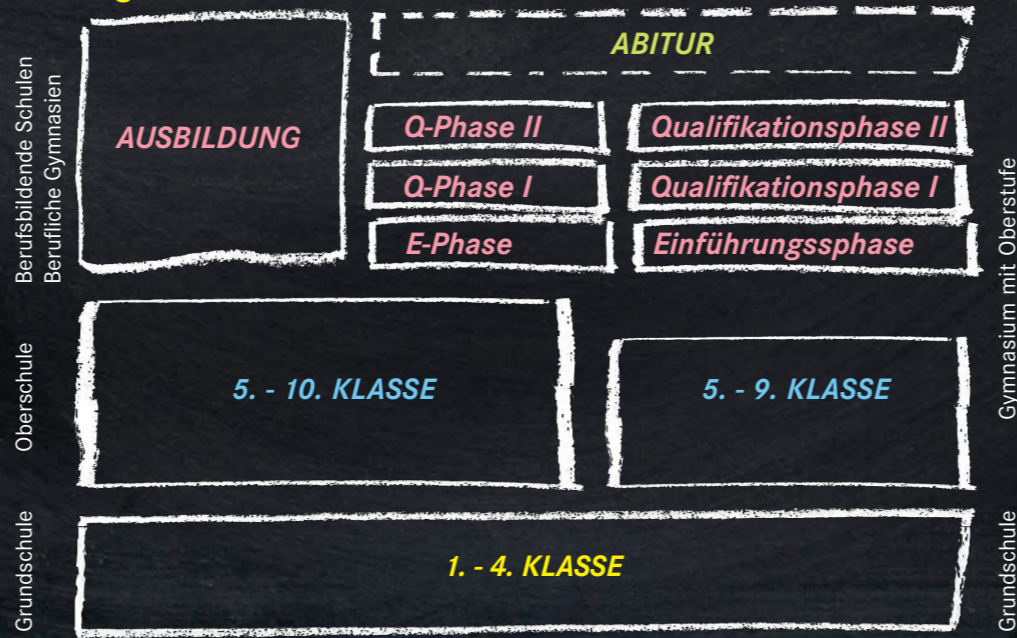 ABITUR
AUSBILDUNG
Q-Phase II
Qualifikationsphase II
Q-Phase I
Qualifikationsphase I
E-Phase
Einführungssphase
5. - 10. KLASSE
5. - 9. KLASSE
1. - 4. KLASSE
Berufsbildende Schulen
Berufliche Gymnasien
Oberschule
Grundschule
Gymnasium mit Oberstufe
Grundschule